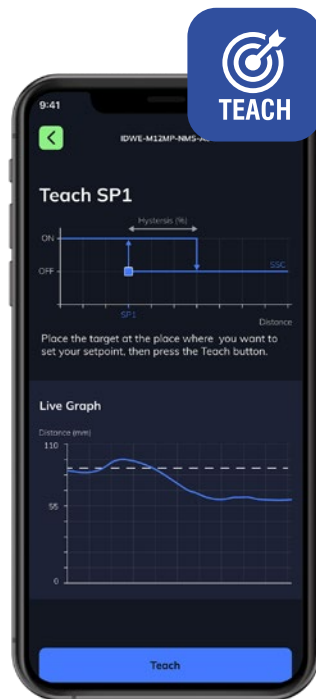 TEACH
9:41
IDWE-M12MP-NMS-A
Teach SP1
Hystersis (%)
ON
OFF
SSC
SP1
Distance
Place the target at the place where you want to
set your setpoint, then press the Teach button.
Live Graph
Distance (mm)
110
55
0
Teach